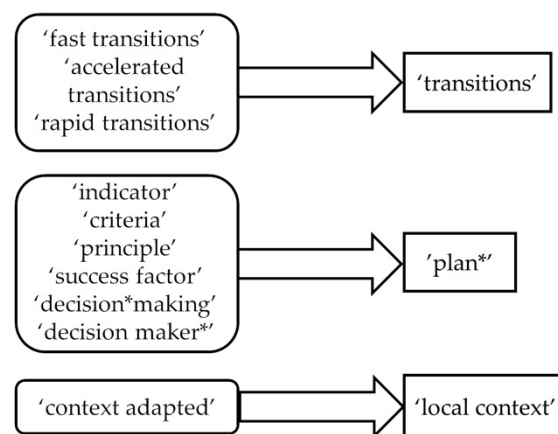 ‘fast transitions’
‘accelerated
transitions’
‘rapid transitions’
‘transitions’
‘indicator’
‘criteria’
‘principle’
‘success factor’
‘decision*making’
‘decision maker*’
’plan*’
‘context adapted’
‘local context’